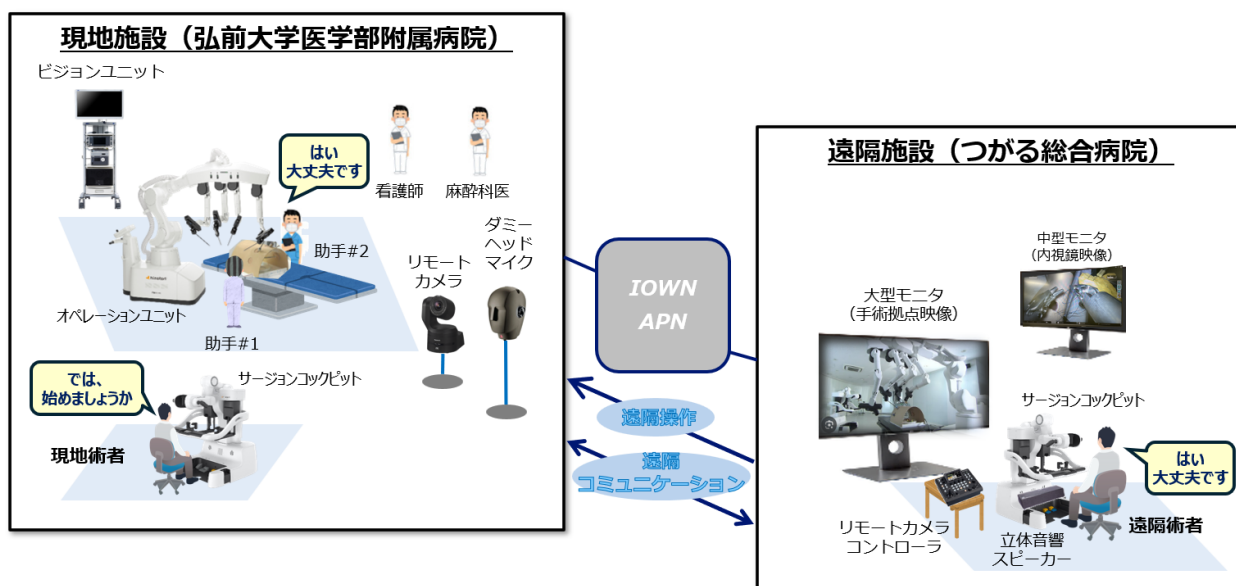 現地施設（弘前大学医学部附属病院）
ビジョンユニット
はい
大丈夫です
看護師
麻酔科医
助手#2
ダミー
ヘッド
マイク
リモート
カメラ
オペレーションユニット
助手#1
では、
始めましょうか
サージョンコックピット
現地術者
IOWN
APN
遠隔操作
遠隔
コミュニケーション
遠隔施設（つがる総合病院）
中型モニタ
（内視鏡映像）
大型モニタ
（手術拠点映像）
サージョンコックピット
はい
大丈夫です
リモートカメラ
コントローラ
立体音響
スピーカー
遠隔術者